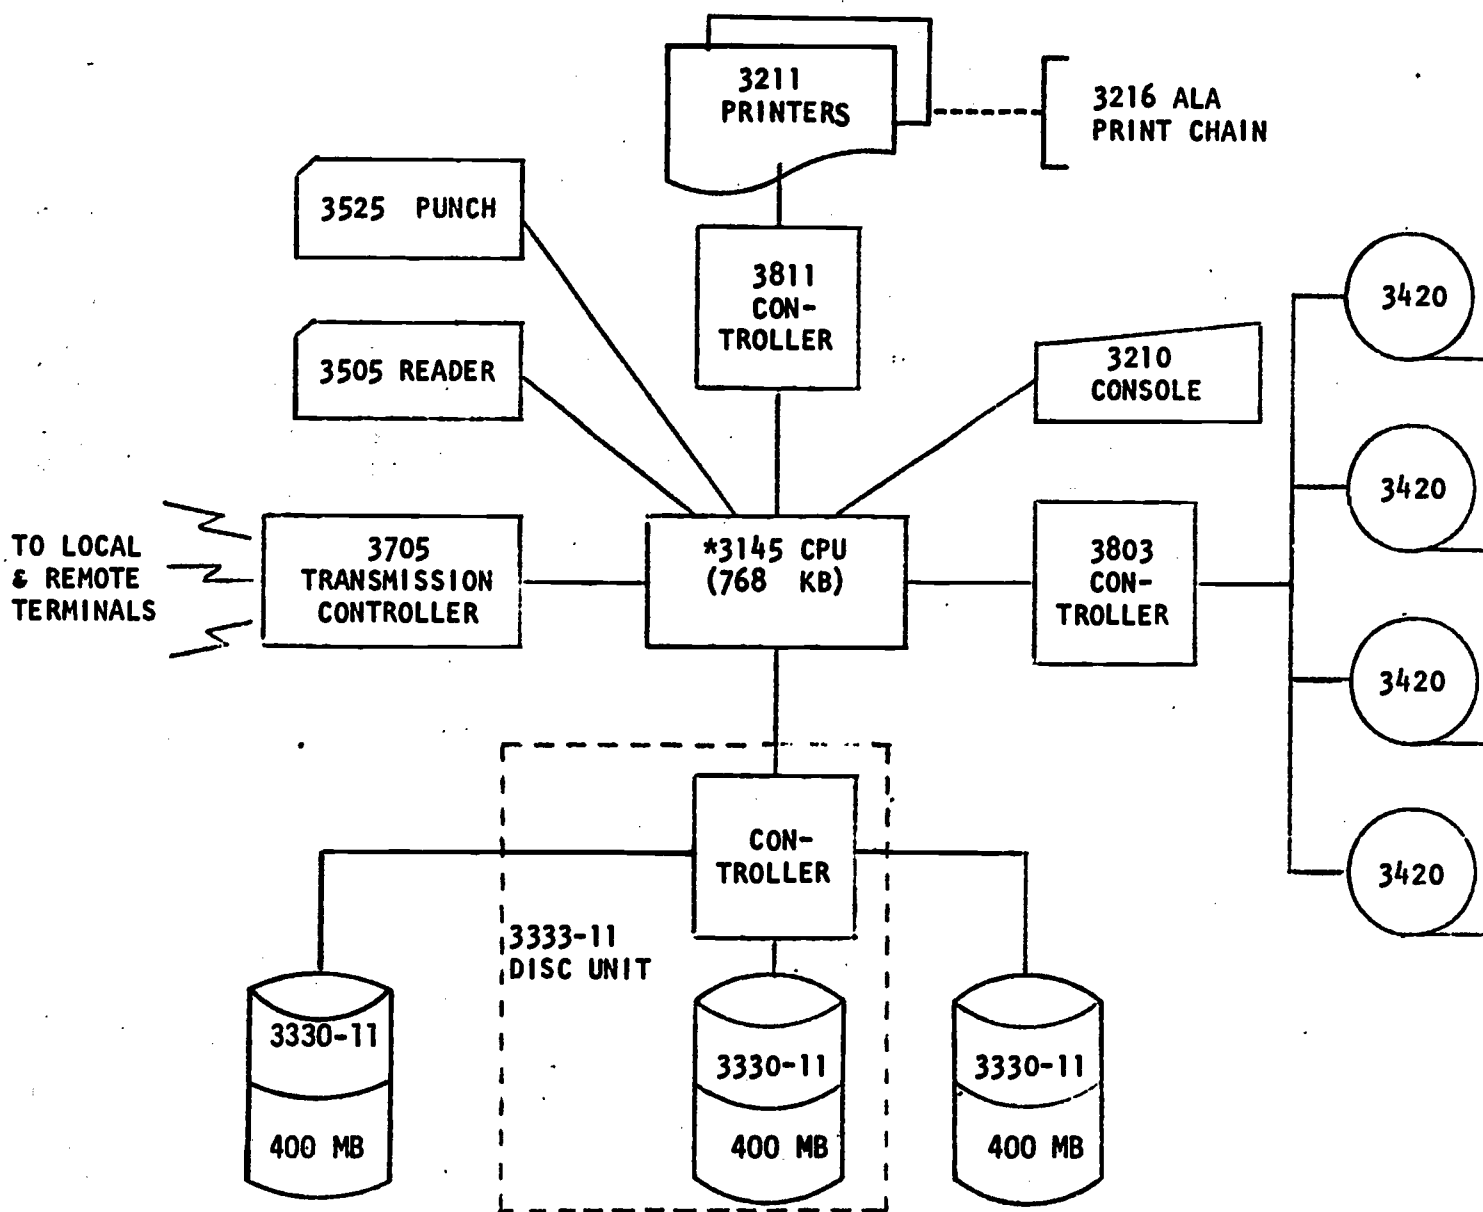 3211
PRINTERS
3216 ALA
PRINT CHAIN
3525 PUNCH
3811
CON-
TROLLER
3420
3505 READER
3210
CONSOLE
3420
TO LOCAL
& REMOTE
TERMINALS
3705
TRANSMISSION
CONTROLLER
*3145 CPU
(768 KB)
3803
CON-
TROLLER
3420
3420
CON-
TROLLER
3333-11
DISC UNIT
3330-11
400 MB
3330-11
400 MB
3330-11
400 MB